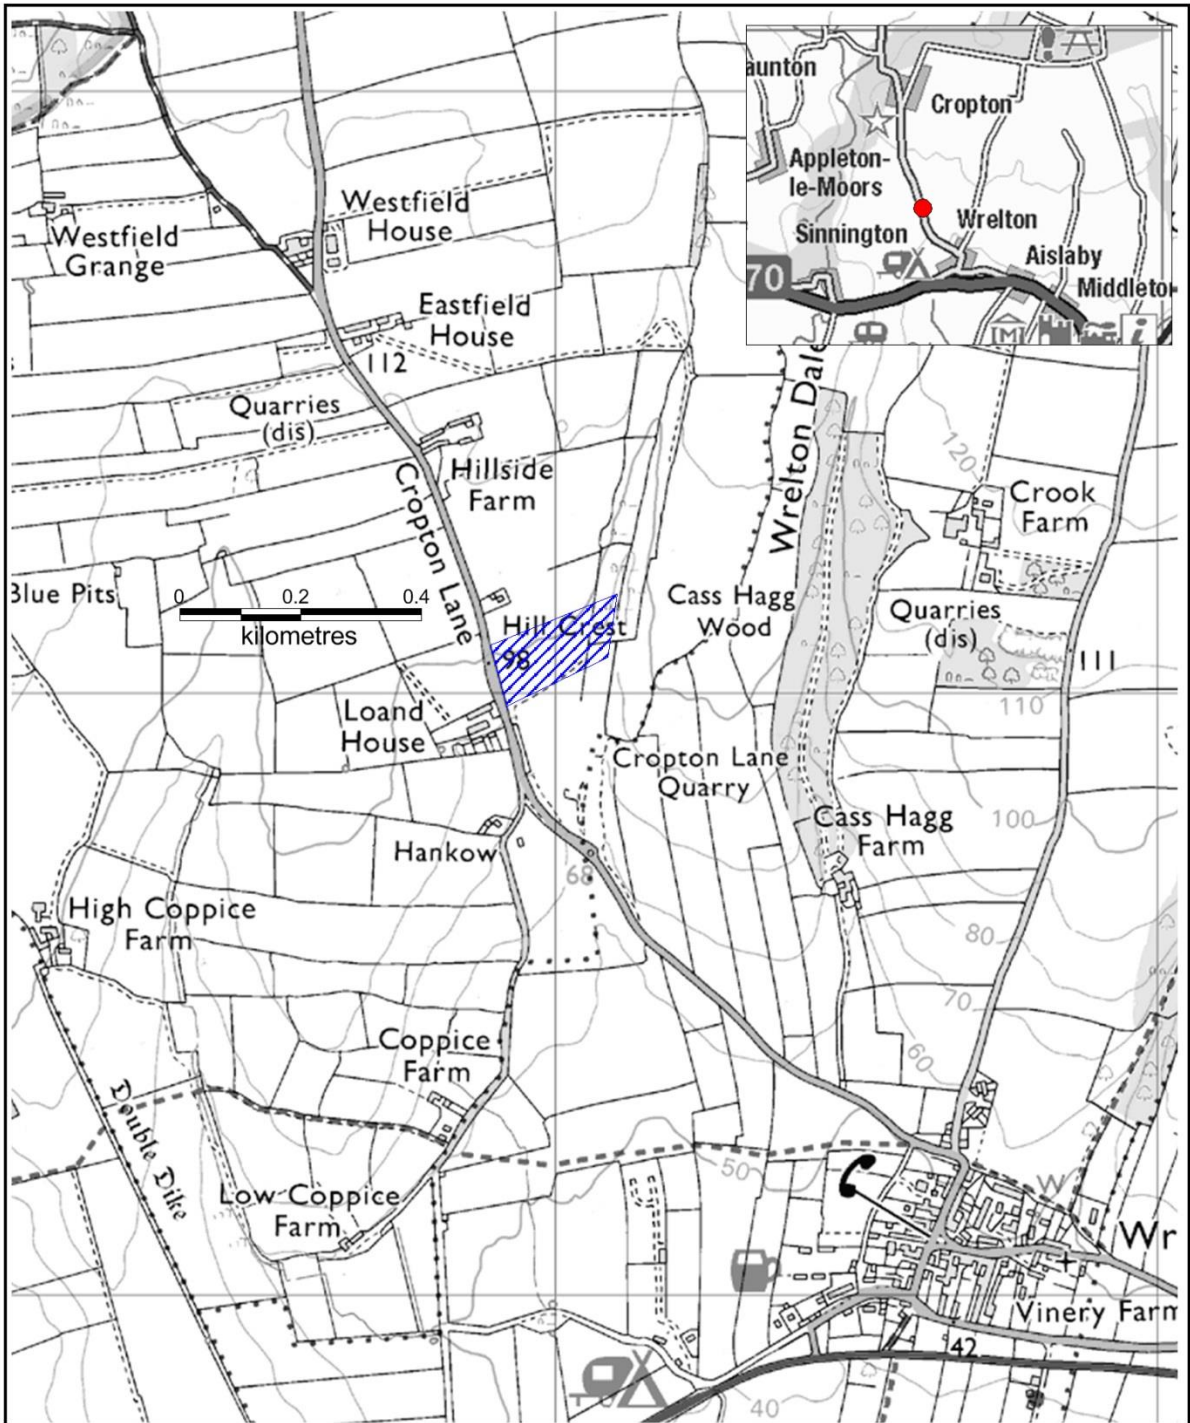 aunton
Cropton
Appleton-
le-Moors
Sinnington
Wrelton
Aislaby
70
Middleto
M
i
Westfield
House
Westfield
Grange
Eastfield
House
112
Quarries
(dis)
Wrelton Dale
120
Cropton Lane
Hillside
Farm
Crook
Farm
Blue Pits
0 0.2 0.4
kilometres
Hill Crest
98
Cass Hagg
Wood
Quarries
(dis)
111
Loand
House
110
Cropton Lane
Quarry
Hankow
68
Cass Hagg
Farm
100
High Coppice
Farm
80
70
Coppice
Farm
60
Double Dike
50
Low Coppice
Farm
W
Wr
Vinery Farm
42
40